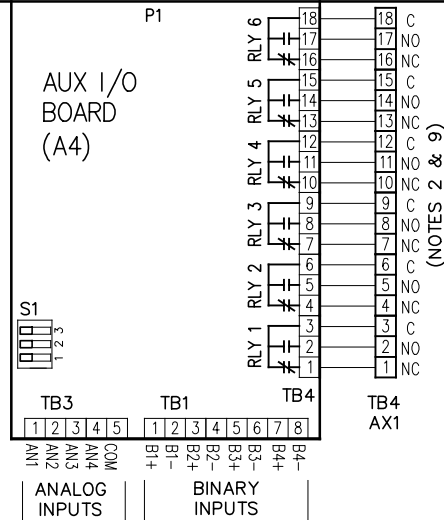 P1
AUX I/O
BOARD
(A4)
RLY 6
18 18 C
17 17 NO
16 16 NC
RLY 5
15 15 C
14 14 NO
13 13 NC
RLY 4
12 12 C
11 11 NO
10 10 NC
RLY 3
9 9 C
8 8 NO
7 7 NC
RLY 2
6 6 C
5 5 NO
4 4 NC
RLY 1
3 3 C
2 2 NO
1 1 NC
(NOTES 2 & 9)
S1
1 2 3
TB3
TB1
TB4
TB4
AX1
1 2 3 4 5
AN1 AN2 AN3 AN4 COM
ANALOG
INPUTS
1 2 3 4 5 6 7 8
B1+ B1- B2+ B2- B3+ B3- B4+ B4-
BINARY
INPUTS